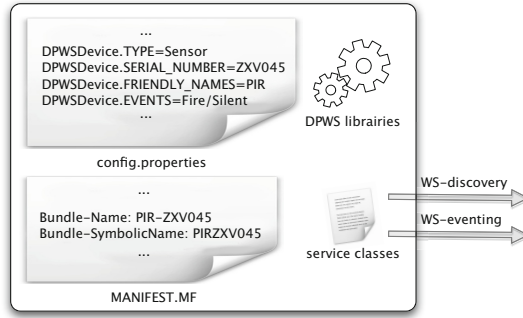 ...
DPWSDevice.TYPE=Sensor
DPWSDevice.SERIAL_NUMBER=ZXV045
DPWSDevice.FRIENDLY_NAMES=PIR
DPWSDevice.EVENTS=Fire/Silent
...
config.properties
DPWS librairies
...
Bundle-Name: PIR-ZXV045
Bundle-SymbolicName: PIRZXV045
...
MANIFEST.MF
service classes
WS-discovery
WS-eventing